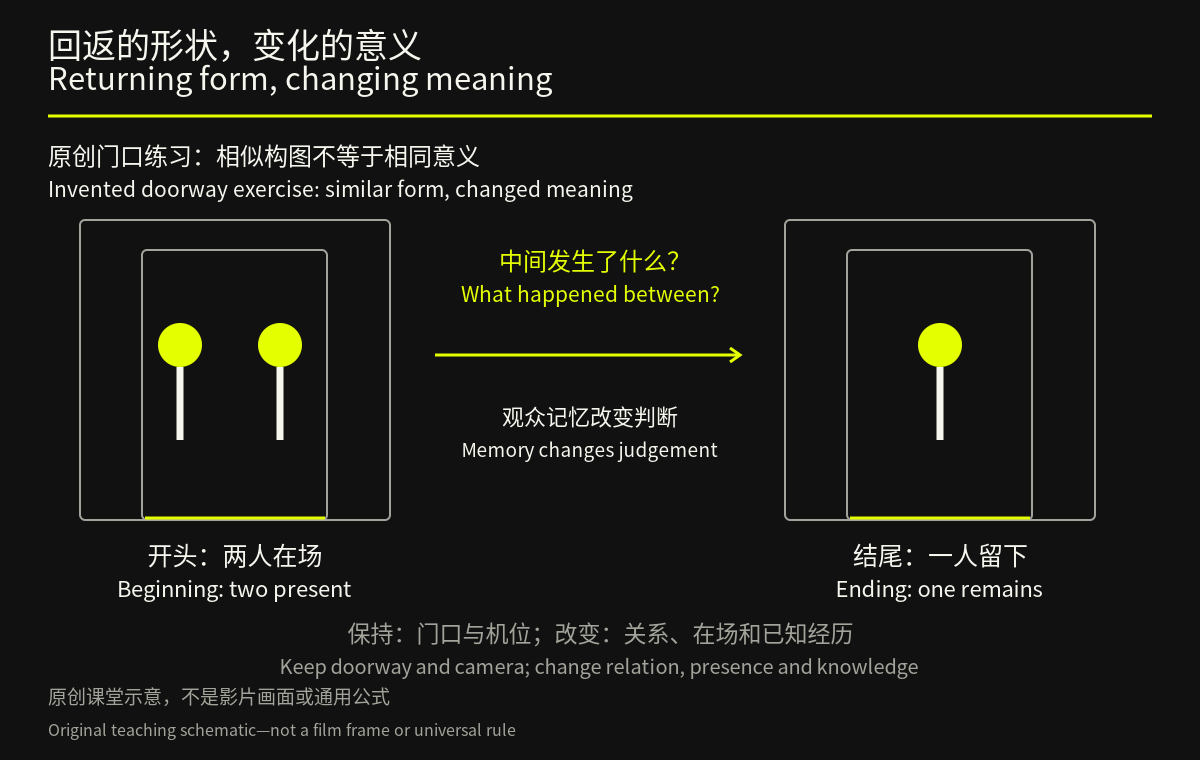 回返的形状，变化的意义
Returning form, changing meaning
原创门口练习：相似构图不等于相同意义
Invented doorway exercise: similar form, changed meaning
中间发生了什么？
What happened between?
观众记忆改变判断
Memory changes judgement
开头：两人在场
Beginning: two present
结尾：一人留下
Ending: one remains
保持：门口与机位；改变：关系、在场和已知经历
Keep doorway and camera; change relation, presence and knowledge
原创课堂示意，不是影片画面或通用公式
Original teaching schematic—not a film frame or universal rule